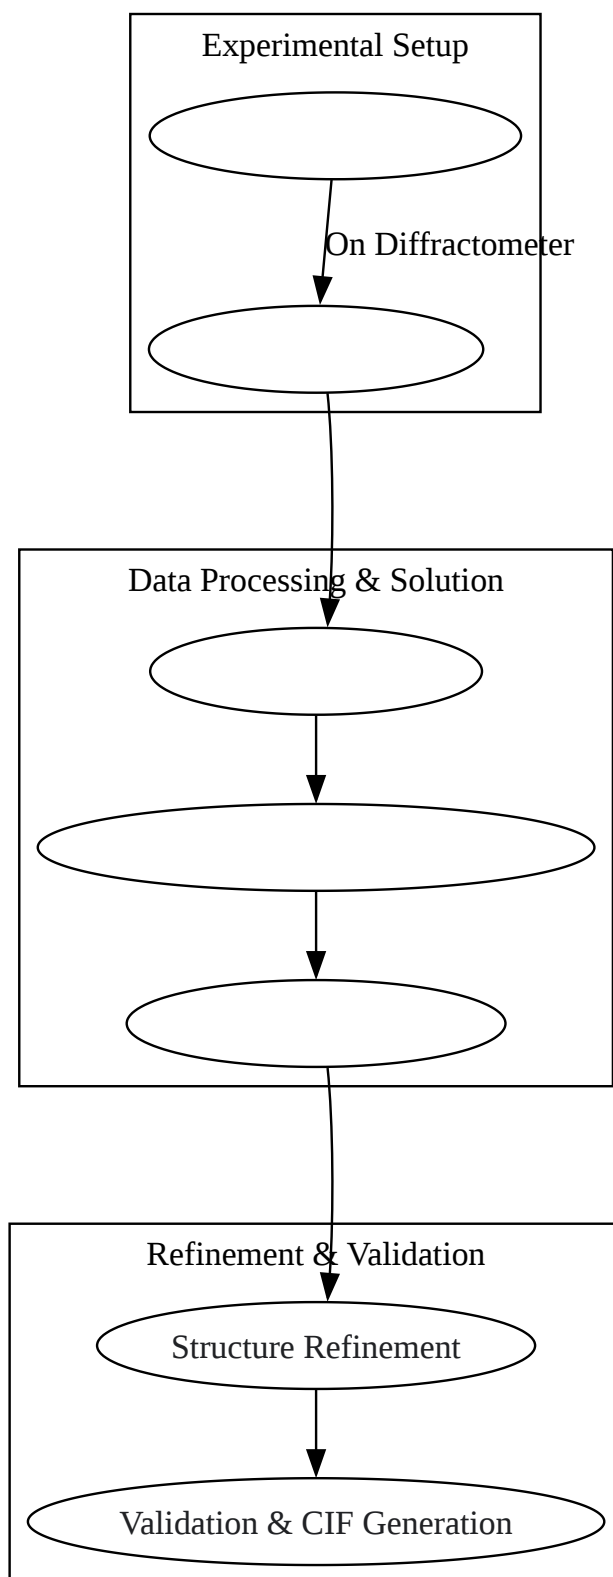 Experimental Setup
On Diffractometer
Data Processing & Solution
Refinement & Validation
Structure Refinement
Validation & CIF Generation